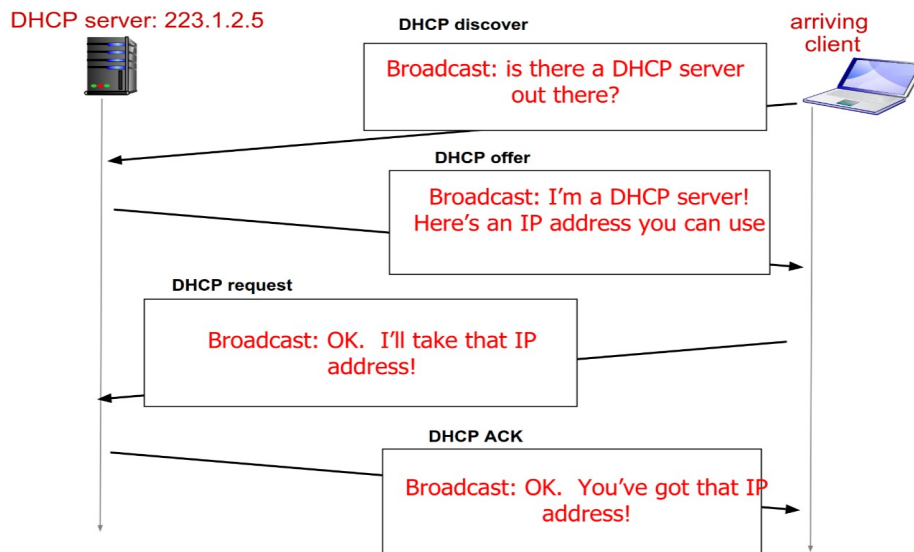 DHCP server: 223.1.2.5
DHCP discover
arriving
client
Broadcast: is there a DHCP server
out there?
DHCP offer
Broadcast: I’m a DHCP server!
Here’s an IP address you can use
DHCP request
Broadcast: OK.  I’ll take that IP
address!
DHCP ACK
Broadcast: OK.  You’ve got that IP
address!